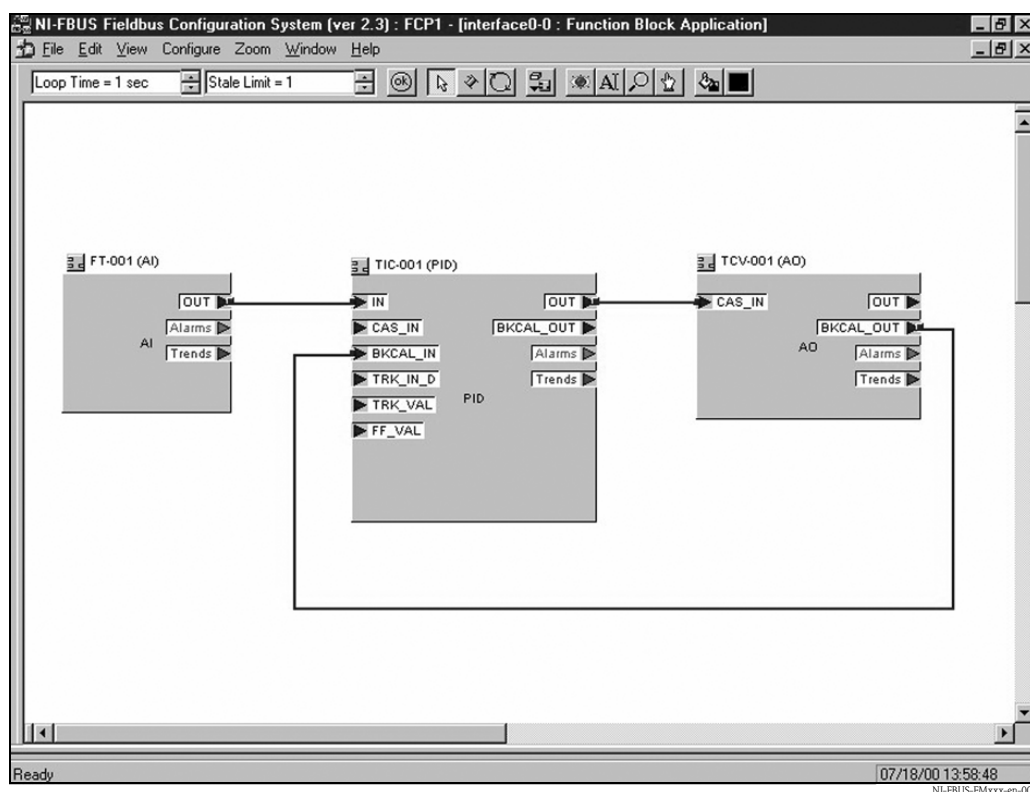 NI-FBUS Fieldbus Configuration System (ver 2.3) : FCP1 - [interface0-0 : Function Block Application]
File Edit View Configure Zoom Window Help
Loop Time = 1 sec
Stale Limit = 1
OK
AI
FT-001 (AI)
OUT
Alarms
Trends
AI
TIC-001 (PID)
IN
CAS_IN
BKCAL_IN
TRK_IN_D
TRK_VAL
FF_VAL
OUT
BKCAL_OUT
Alarms
Trends
PID
TCV-001 (AO)
CAS_IN
OUT
BKCAL_OUT
Alarms
Trends
AO
Ready
07/18/00 13:58:48